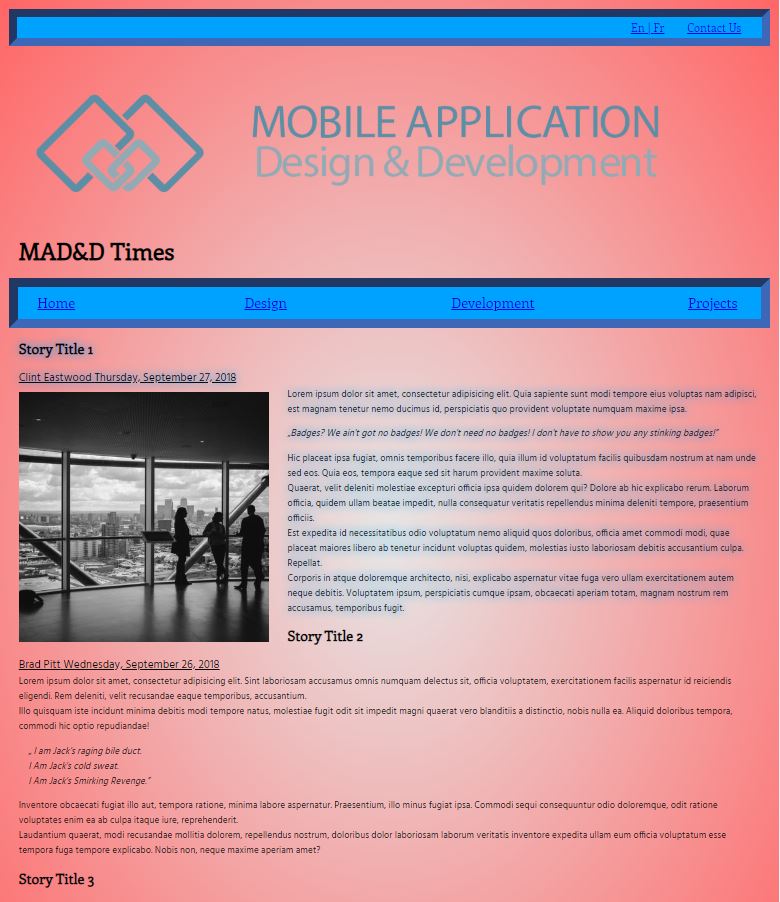 En | Fr Contact Us
MOBILE APPLICATION
Design & Development
MAD&D Times
Home Design Development Projects
Story Title 1
Clint Eastwood Thursday, September 27, 2018
Lorem ipsum dolor sit amet, consectetur adipisicing elit. Quia sapiente sunt modi tempore eius voluptas nam adipisci,
est magnam tenetur nemo ducimus id, perspiciatis quo provident voluptate numquam maxime ipsa.
„Badges? We ain't got no badges! We don't need no badges! I don't have to show you any stinking badges!”
Hic placeat ipsa fugiat, omnis temporibus facere illo, quia illum id voluptatum facilis quibusdam nostrum at nam unde
sed eos. Quia eos, tempora eaque sed sit harum provident maxime soluta.
Quaerat, velit deleniti molestiae excepturi officia ipsa quidem dolorem qui? Dolore ab hic explicabo rerum. Laborum
officia, quidem ullam beatae impedit, nulla consequatur veritatis repellendus minima deleniti tempore, praesentium
officiis.
Est expedita id necessitatibus odio voluptatum nemo aliquid quos doloribus, officia amet commodi modi, quae
placeat maiores libero ab tenetur incidunt voluptas quidem, molestias iusto laboriosam debitis accusantium culpa.
Repellat.
Corporis in atque doloremque architecto, nisi, explicabo aspernatur vitae fuga vero ullam exercitationem autem
neque debitis. Voluptatem ipsum, perspiciatis cumque ipsam, obcaecati aperiam totam, magnam nostrum rem
accusamus, temporibus fugit.
Story Title 2
Brad Pitt Wednesday, September 26, 2018
Lorem ipsum dolor sit amet, consectetur adipisicing elit. Sint laboriosam accusamus omnis numquam delectus sit, officia voluptatem, exercitationem facilis aspernatur id reiciendis
eligendi. Rem deleniti, velit recusandae eaque temporibus, accusantium.
Illo quisquam iste incidunt minima debitis modi tempore natus, molestiae fugit odit sit impedit magni quaerat vero blanditiis a distinctio, nobis nulla ea. Aliquid doloribus tempora,
commodi hic optio repudiandae!
„ I am Jack's raging bile duct.
I Am Jack's cold sweat.
I Am Jack's Smirking Revenge.”
Inventore obcaecati fugiat illo aut, tempora ratione, minima labore aspernatur. Praesentium, illo minus fugiat ipsa. Commodi sequi consequuntur odio doloremque, odit ratione
voluptates enim ea ab culpa itaque iure, reprehenderit.
Laudantium quaerat, modi recusandae mollitia dolorem, repellendus nostrum, doloribus dolor laboriosam laborum veritatis inventore expedita ullam eum officia voluptatum esse
tempora fuga tempore explicabo. Nobis non, neque maxime aperiam amet?
Story Title 3